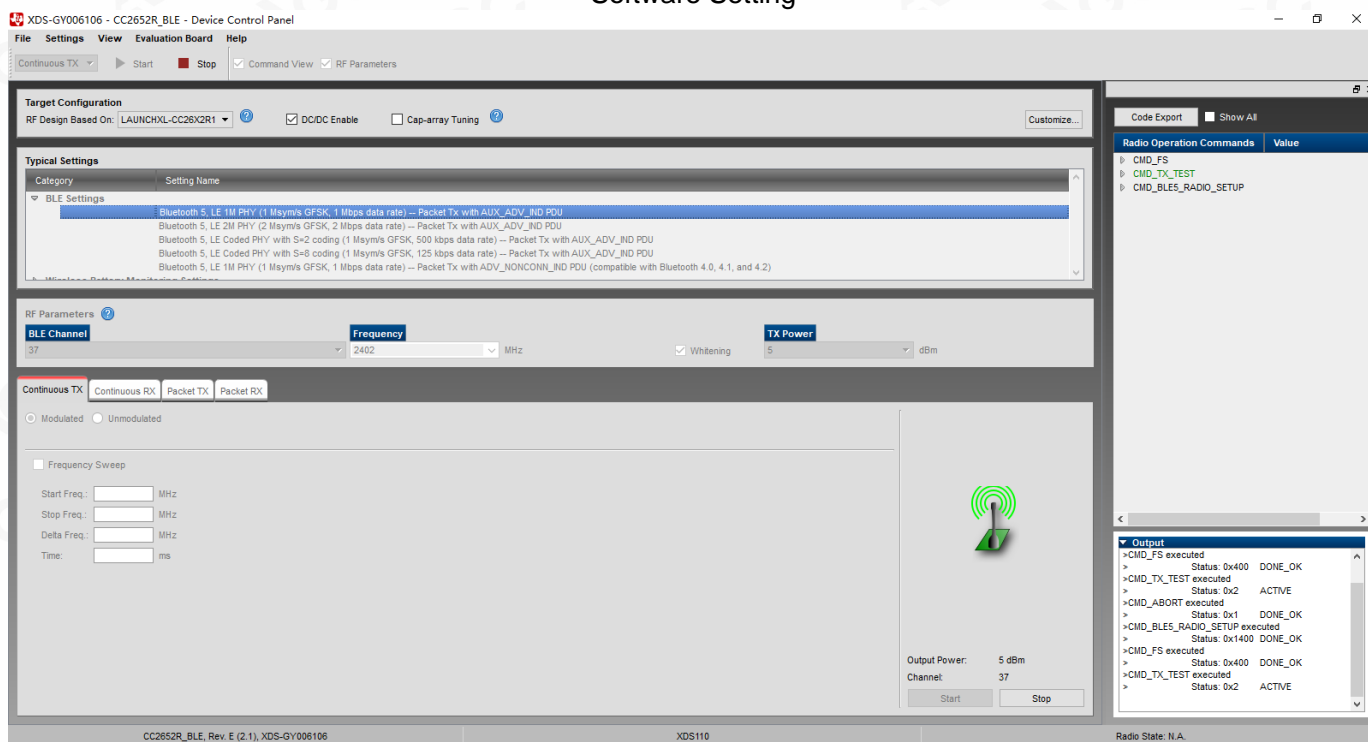 Software Setting
XDS-GY006106 - CC2652R_BLE - Device Control Panel
File Settings View Evaluation Board Help
Continuous TX Start Stop Command View RF Parameters
Target Configuration
RF Design Based On: LAUNCHXL-CC26X2R1 DC/DC Enable Cap-array Tuning Customize...
Typical Settings
Category Setting Name
BLE Settings
Bluetooth 5, LE 1M PHY (1 Msym/s GFSK, 1 Mbps data rate) -- Packet Tx with AUX_ADV_IND PDU
Bluetooth 5, LE 2M PHY (2 Msym/s GFSK, 2 Mbps data rate) -- Packet Tx with AUX_ADV_IND PDU
Bluetooth 5, LE Coded PHY with S=2 coding (1 Msym/s GFSK, 500 kbps data rate) -- Packet Tx with AUX_ADV_IND PDU
Bluetooth 5, LE Coded PHY with S=8 coding (1 Msym/s GFSK, 125 kbps data rate) -- Packet Tx with AUX_ADV_IND PDU
Bluetooth 5, LE 1M PHY (1 Msym/s GFSK, 1 Mbps data rate) -- Packet Tx with ADV_NONCONN_IND PDU (compatible with Bluetooth 4.0, 4.1, and 4.2)
RF Parameters
BLE Channel Frequency TX Power
37 2402 MHz Whitening 5 dBm
Continuous TX Continuous RX Packet TX Packet RX
Modulated Unmodulated
Frequency Sweep
Start Freq.: MHz
Stop Freq.: MHz
Delta Freq.: MHz
Time: ms
Output Power: 5 dBm
Channel: 37
Start Stop
Code Export Show All
Radio Operation Commands Value
CMD_FS
CMD_TX_TEST
CMD_BLE5_RADIO_SETUP
Output
>CMD_FS executed
> Status: 0x400 DONE_OK
>CMD_TX_TEST executed
> Status: 0x2 ACTIVE
>CMD_ABORT executed
> Status: 0x1 DONE_OK
>CMD_BLE5_RADIO_SETUP executed
> Status: 0x1400 DONE_OK
>CMD_FS executed
> Status: 0x400 DONE_OK
>CMD_TX_TEST executed
> Status: 0x2 ACTIVE
CC2652R_BLE, Rev. E (2.1), XDS-GY006106 XDS110 Radio State: N.A.